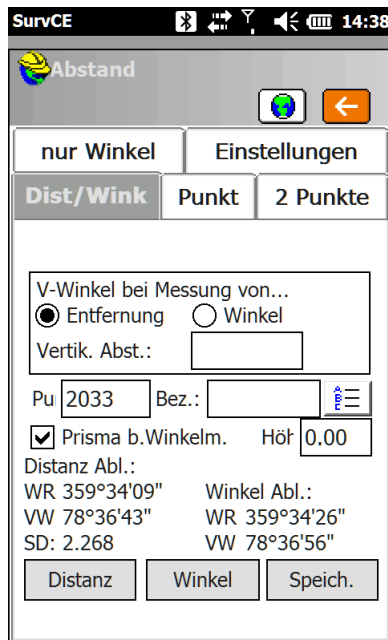 SurvCE 14:38
Abstand
nur Winkel Einstellungen
Dist/Wink Punkt 2 Punkte
V-Winkel bei Messung von...
Entfernung Winkel
Vertik. Abst.:
Pu 2033 Bez.:
Prisma b.Winkelm. Höh 0.00
Distanz Abl.:
WR 359°34'09" Winkel Abl.:
VW 78°36'43" WR 359°34'26"
SD: 2.268 VW 78°36'56"
Distanz Winkel Speich.